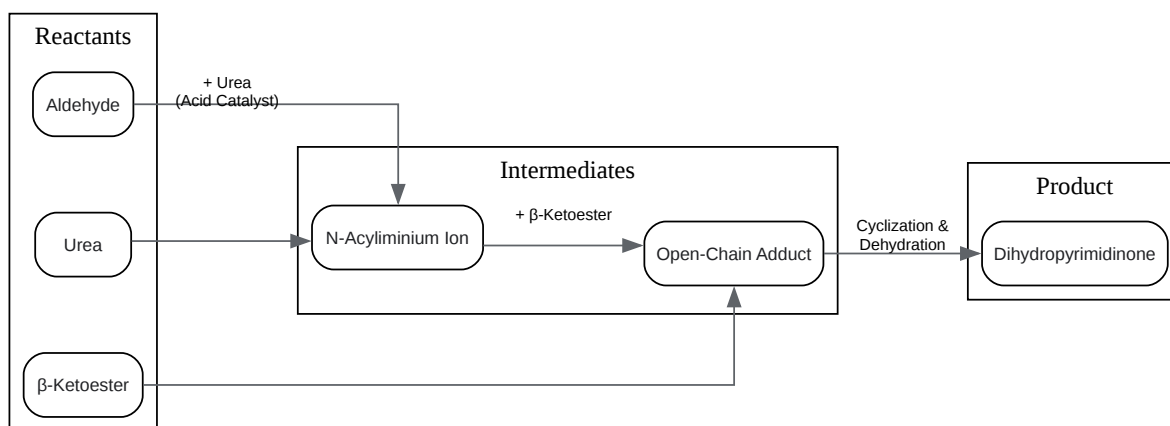 Reactants
Aldehyde
+ Urea
(Acid Catalyst)
Intermediates
Product
Urea
N-Acyliminium Ion
+ β-Ketoester
Open-Chain Adduct
Cyclization &
Dehydration
Dihydropyrimidinone
β-Ketoester